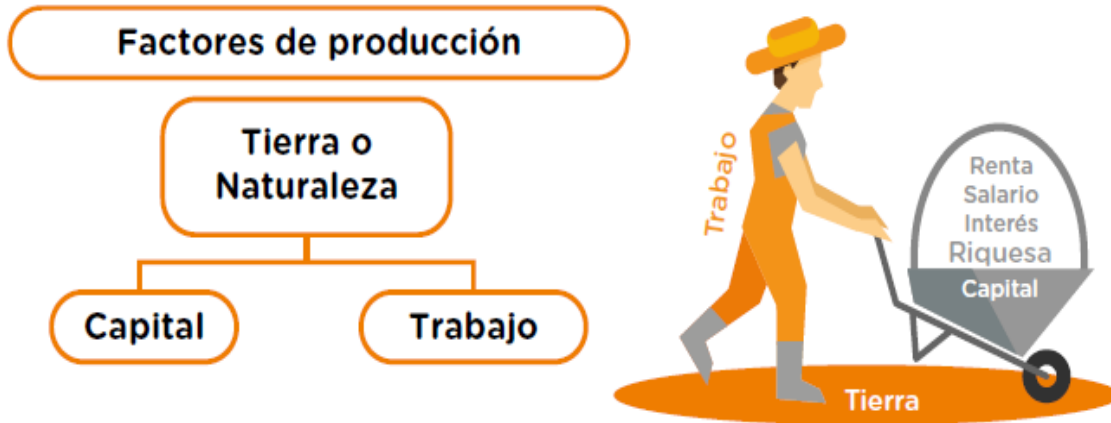 Factores de producción
Tierra o
Naturaleza
Capital
Trabajo
Trabajo
Renta
Salario
Interés
Riquesa
Capital
Tierra